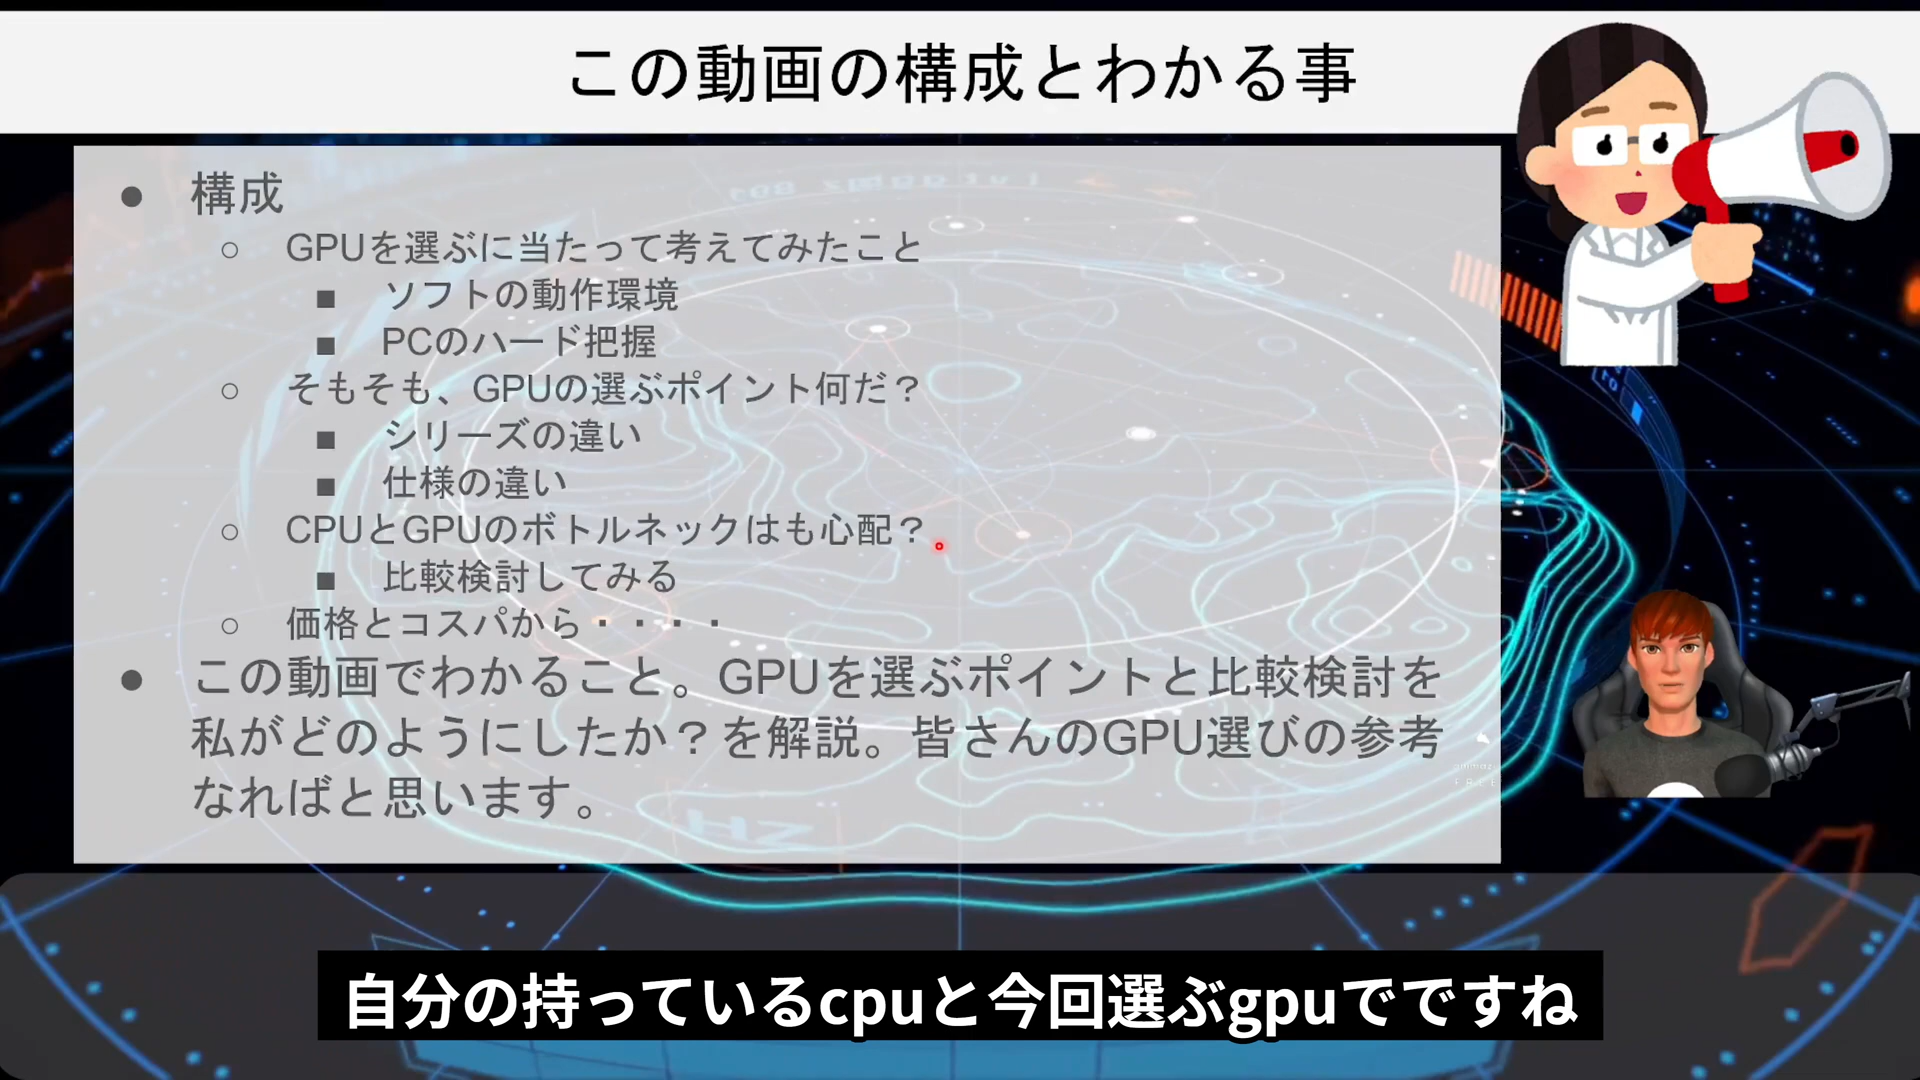 この動画の構成とわかる事
● 構成
○ GPUを選ぶに当たって考えてみたこと
■ ソフトの動作環境
■ PCのハード把握
○ そもそも、GPUの選ぶポイント何だ？
■ シリーズの違い
■ 仕様の違い
○ CPUとGPUのボトルネックはも心配？
■ 比較検討してみる
○ 価格とコスパから・・・・
● この動画でわかること。GPUを選ぶポイントと比較検討を
私がどのようにしたか？を解説。皆さんのGPU選びの参考
なればと思います。
自分の持っているcpuと今回選ぶgpuでですね